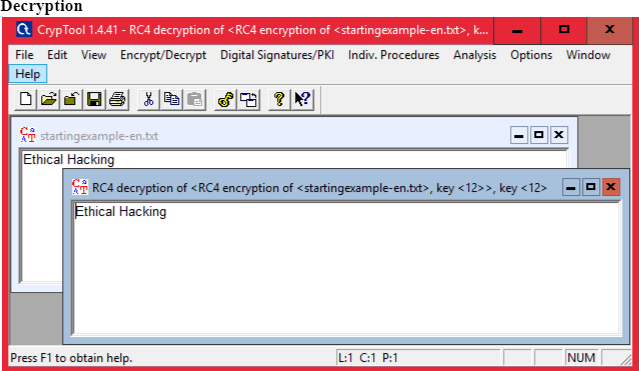 Decryption
CrypTool 1.4.41 - RC4 decryption of <RC4 encryption of <startingexample-en.txt>, k...
File Edit View Encrypt/Decrypt Digital Signatures/PKI Indiv. Procedures Analysis Options Window
Help
startingexample-en.txt
Ethical Hacking
RC4 decryption of <RC4 encryption of <startingexample-en.txt>, key <12>>, key <12>
Ethical Hacking
Press F1 to obtain help. L:1 C:1 P:1 NUM